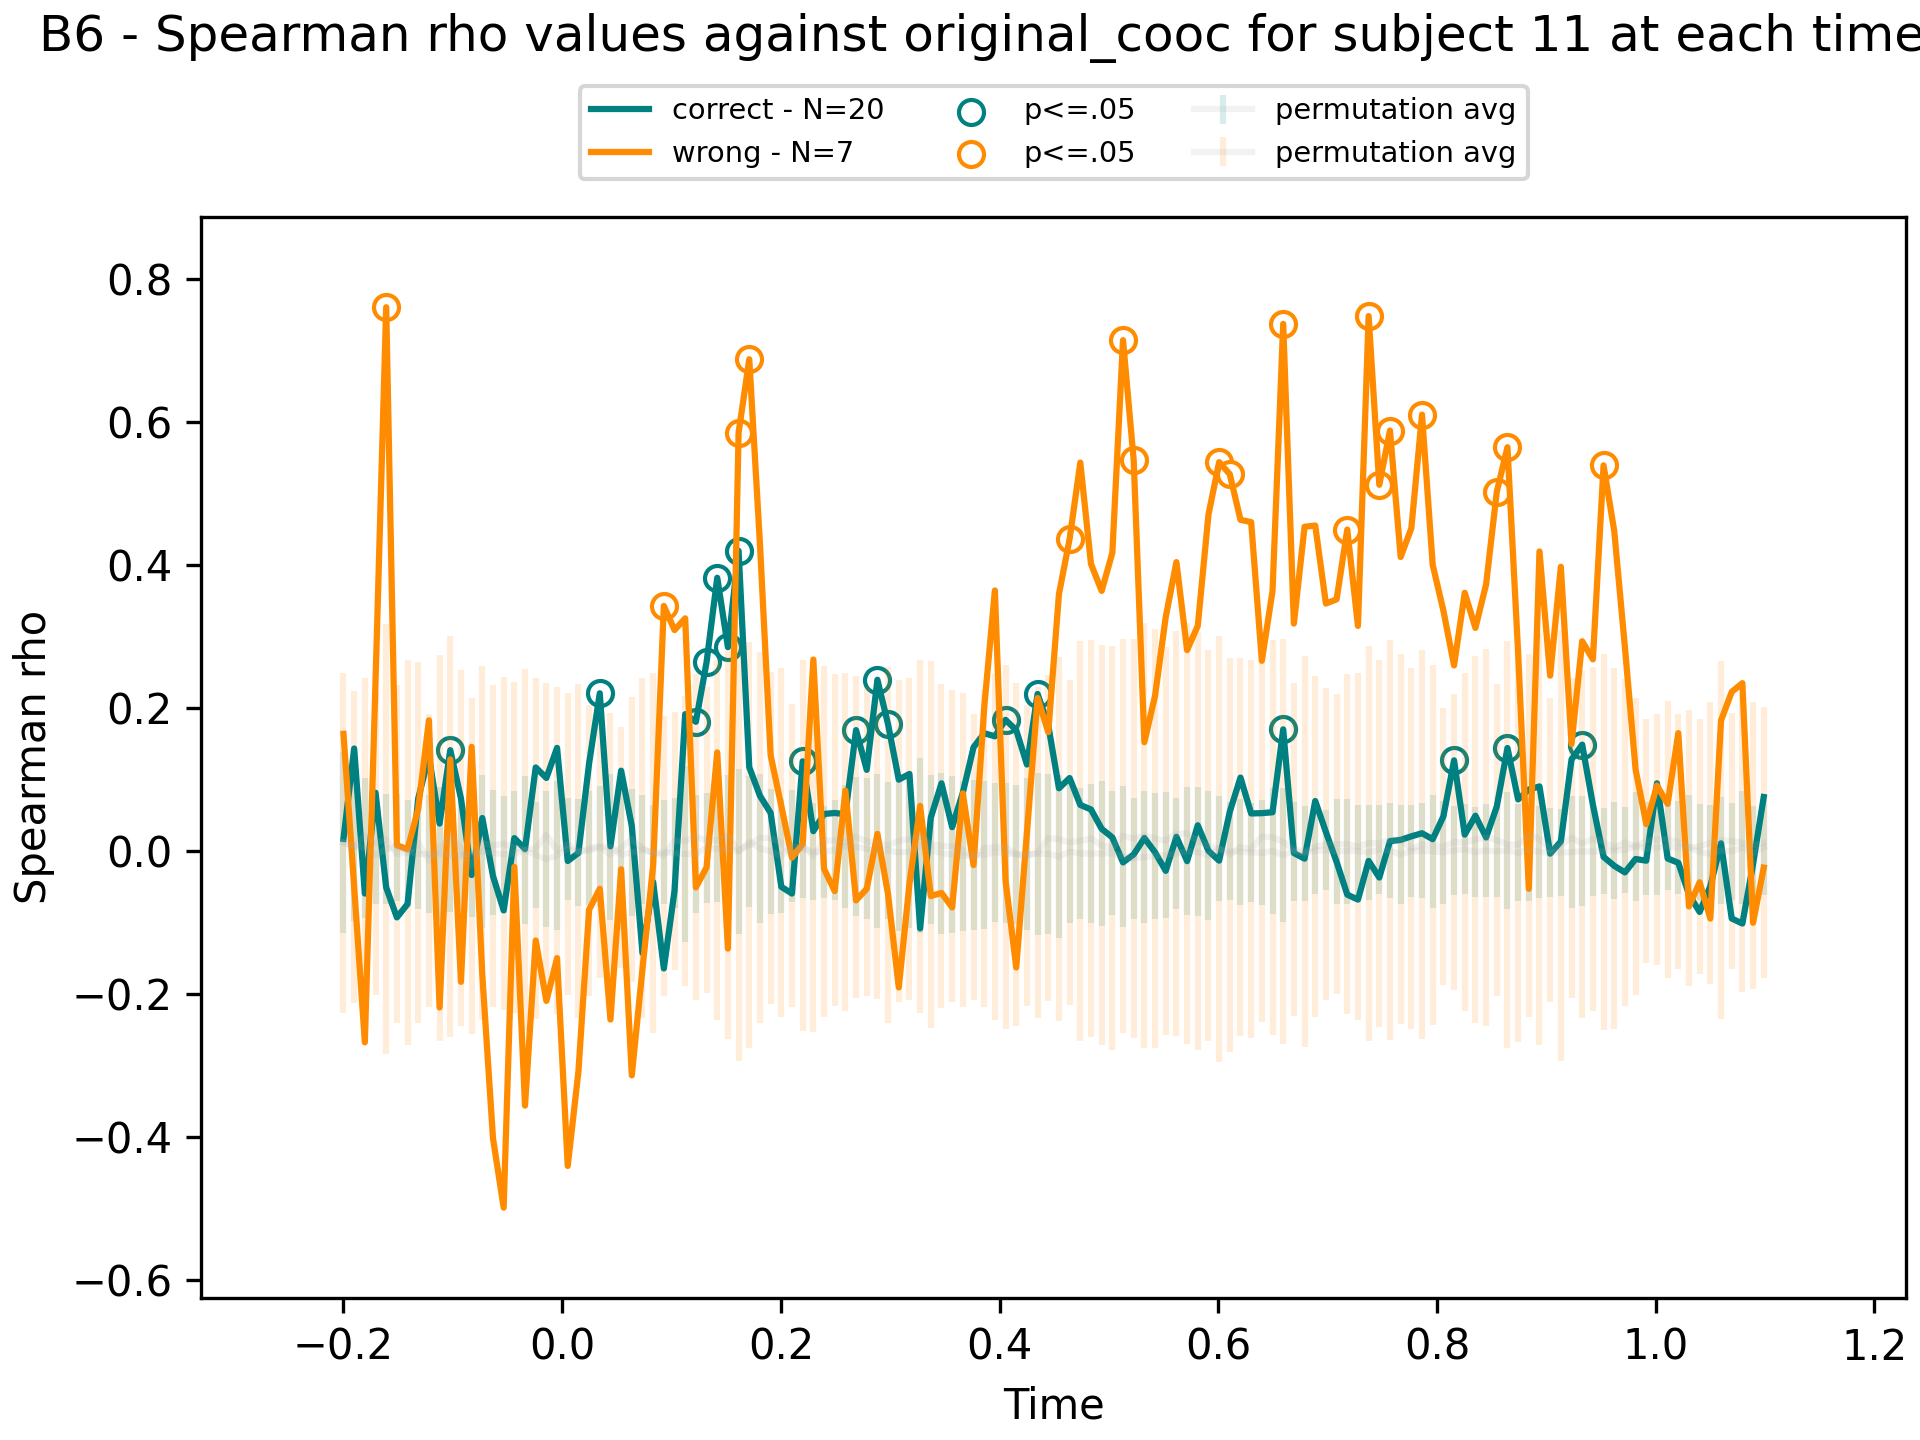 B6 - Spearman rho values against original_cooc for subject 11 at each time
correct - N=20
wrong - N=7
p<=.05
p<=.05
permutation avg
permutation avg
Spearman rho
0.8
0.6
0.4
0.2
0.0
−0.2
−0.4
−0.6
−0.2
0.0
0.2
0.4
0.6
0.8
1.0
1.2
Time